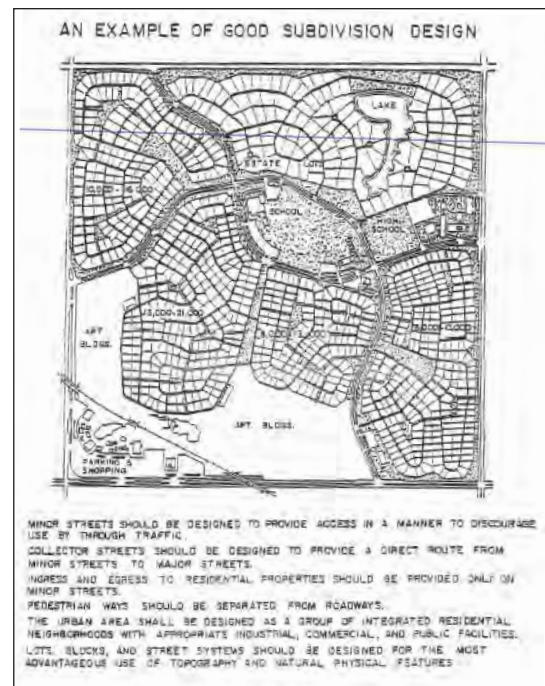 AN EXAMPLE OF GOOD SUBDIVISION DESIGN
LAKE
ESTATE LOTS
SCHOOL
HIGH
SCHOOL
APT.
BLDGS.
APT. BLDGS.
PARKING &
SHOPPING
MINOR STREETS SHOULD BE DESIGNED TO PROVIDE ACCESS IN A MANNER TO DISCOURAGE
USE BY THROUGH TRAFFIC.
COLLECTOR STREETS SHOULD BE DESIGNED TO PROVIDE A DIRECT ROUTE FROM
MINOR STREETS TO MAJOR STREETS.
INGRESS AND EGRESS TO RESIDENTIAL PROPERTIES SHOULD BE PROVIDED ONLY ON
MINOR STREETS.
PEDESTRIAN WAYS SHOULD BE SEPARATED FROM ROADWAYS.
THE URBAN AREA SHALL BE DESIGNED AS A GROUP OF INTEGRATED RESIDENTIAL
NEIGHBORHOODS WITH APPROPRIATE INDUSTRIAL, COMMERCIAL, AND PUBLIC FACILITIES.
LOTS, BLOCKS, AND STREET SYSTEMS SHOULD BE DESIGNED FOR THE MOST
ADVANTAGEOUS USE OF TOPOGRAPHY AND NATURAL PHYSICAL FEATURES